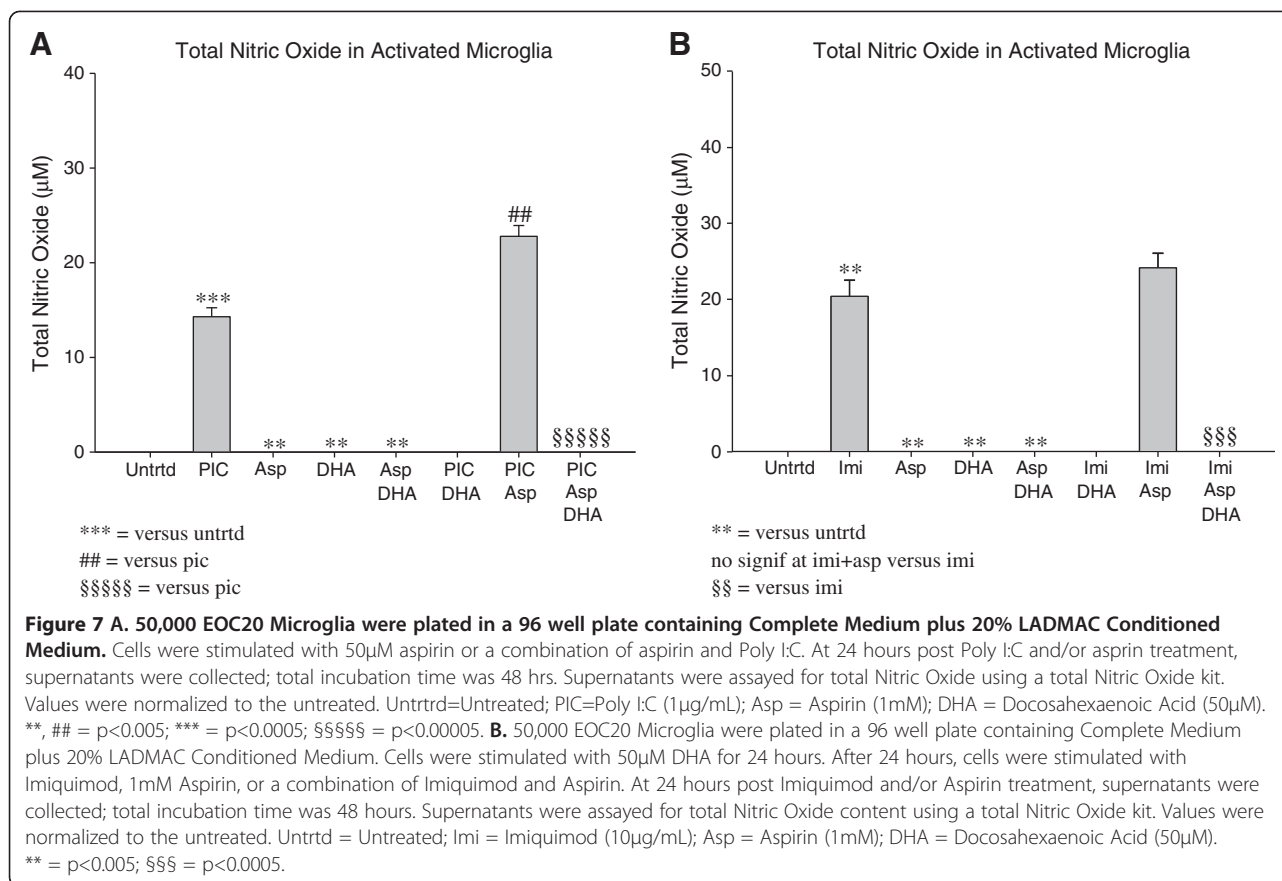 A
Total Nitric Oxide in Activated Microglia
Total Nitric Oxide (µM)
40
30
20
10
0
***
**
**
**
##
§§§§§
Untrtd PIC Asp DHA Asp DHA PIC DHA PIC Asp PIC Asp DHA
*** = versus untrtd
## = versus pic
§§§§§ = versus pic
B
Total Nitric Oxide in Activated Microglia
Total Nitric Oxide (µM)
50
40
30
20
10
0
**
**
**
**
§§§
Untrtd Imi Asp DHA Asp DHA Imi DHA Imi Asp Imi Asp DHA
** = versus untrtd
no signif at imi+asp versus imi
§§ = versus imi
Figure 7 A. 50,000 EOC20 Microglia were plated in a 96 well plate containing Complete Medium plus 20% LADMAC Conditioned
Medium. Cells were stimulated with 50µM aspirin or a combination of aspirin and Poly I:C. At 24 hours post Poly I:C and/or asprin treatment,
supernatants were collected; total incubation time was 48 hrs. Supernatants were assayed for total Nitric Oxide using a total Nitric Oxide kit.
Values were normalized to the untreated. Untrtrd=Untreated; PIC=Poly I:C (1µg/mL); Asp = Aspirin (1mM); DHA = Docosahexaenoic Acid (50µM).
**, ## = p<0.005; *** = p<0.0005; §§§§§ = p<0.00005. B. 50,000 EOC20 Microglia were plated in a 96 well plate containing Complete Medium
plus 20% LADMAC Conditioned Medium. Cells were stimulated with 50µM DHA for 24 hours. After 24 hours, cells were stimulated with
Imiquimod, 1mM Aspirin, or a combination of Imiquimod and Aspirin. At 24 hours post Imiquimod and/or Aspirin treatment, supernatants were
collected; total incubation time was 48 hours. Supernatants were assayed for total Nitric Oxide content using a total Nitric Oxide kit. Values were
normalized to the untreated. Untrtd = Untreated; Imi = Imiquimod (10µg/mL); Asp = Aspirin (1mM); DHA = Docosahexaenoic Acid (50µM).
** = p<0.005; §§§ = p<0.0005.